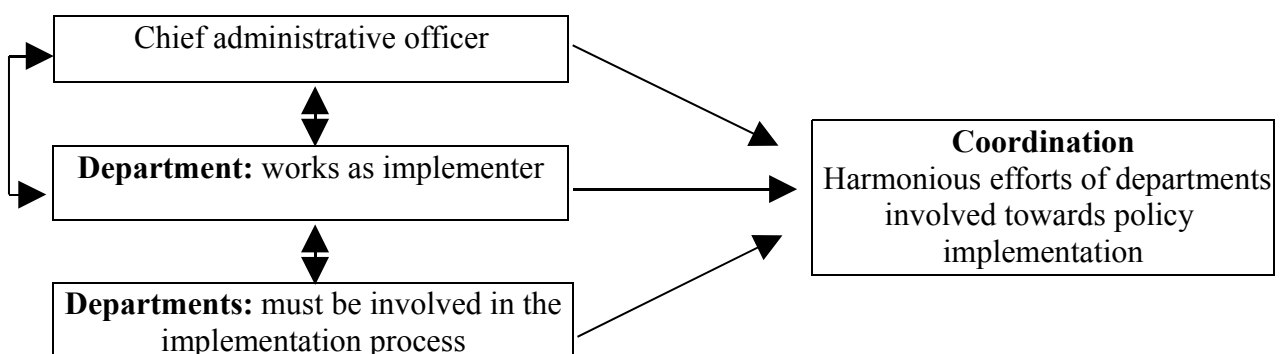 Chief administrative officer
Department: works as implementer
Departments: must be involved in the
implementation process
Coordination
Harmonious efforts of departments
involved towards policy
implementation